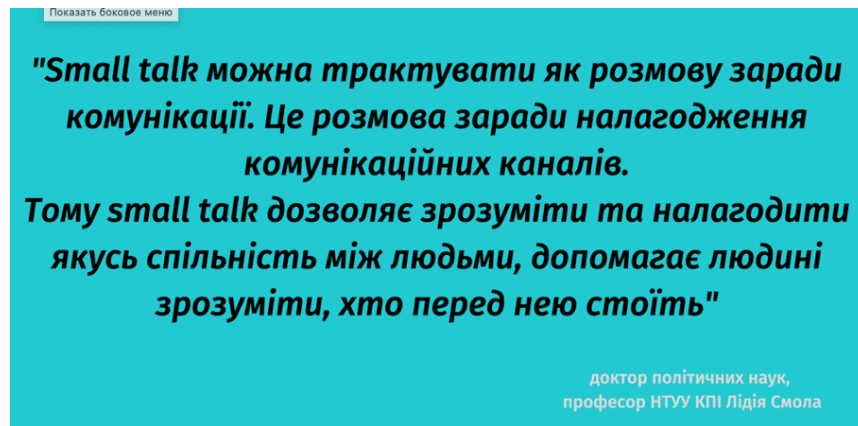 Показать боковое меню
"Small talk можна трактувати як розмову заради
комунікації. Це розмова заради налагодження
комунікаційних каналів.
Тому small talk дозволяє зрозуміти та налагодити
якусь спільність між людьми, допомагає людині
зрозуміти, хто перед нею стоїть"
доктор політичних наук,
професор НТУУ КПІ Лідія Смола